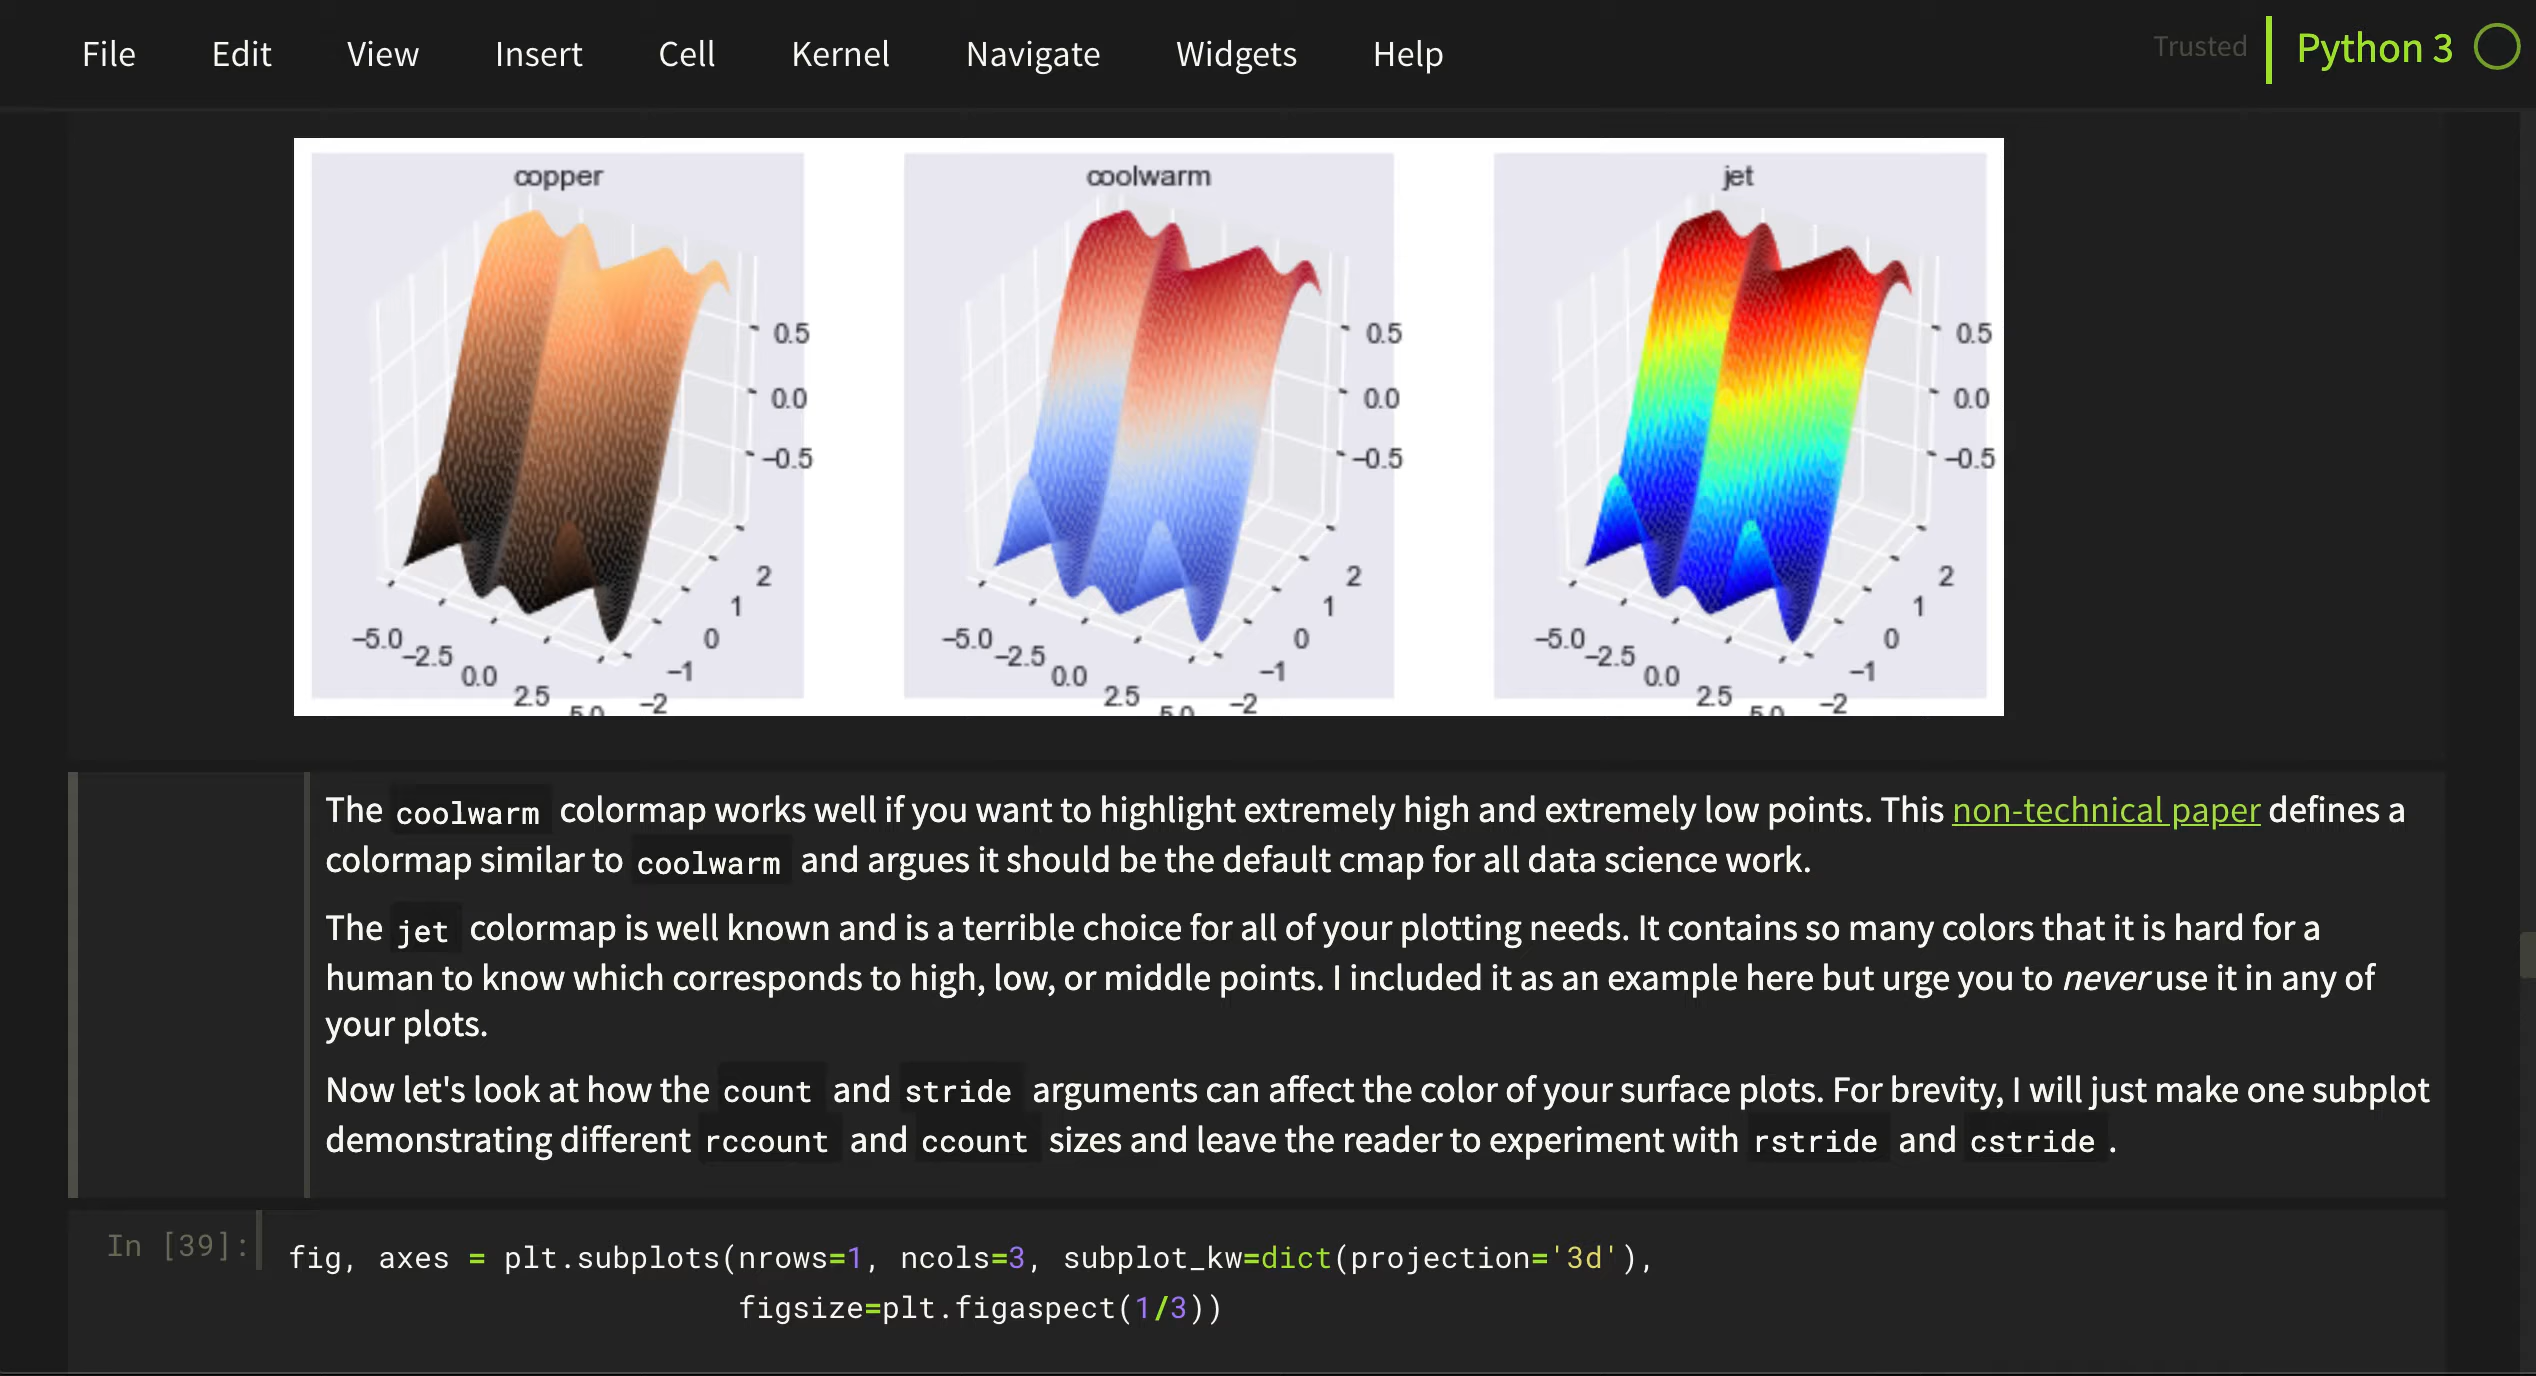 File Edit View Insert Cell Kernel Navigate Widgets Help Trusted Python 3
copper coolwarm jet
0.5 0.5 0.5
0.0 0.0 0.0
−0.5 −0.5 −0.5
2 2 2
1 1 1
−5.0 0 −5.0 0 −5.0 0
−2.5 −1 −2.5 −1 −2.5 −1
0.0 0.0 0.0
2.5 −2 2.5 −2 2.5 −2
5.0 5.0 5.0
The coolwarm colormap works well if you want to highlight extremely high and extremely low points. This non-technical paper defines a
colormap similar to coolwarm and argues it should be the default cmap for all data science work.
The jet colormap is well known and is a terrible choice for all of your plotting needs. It contains so many colors that it is hard for a
human to know which corresponds to high, low, or middle points. I included it as an example here but urge you to never use it in any of
your plots.
Now let's look at how the count and stride arguments can affect the color of your surface plots. For brevity, I will just make one subplot
demonstrating different rccount and ccount sizes and leave the reader to experiment with rstride and cstride .
In [39]: fig, axes = plt.subplots(nrows=1, ncols=3, subplot_kw=dict(projection='3d'),
figsize=plt.figaspect(1/3))